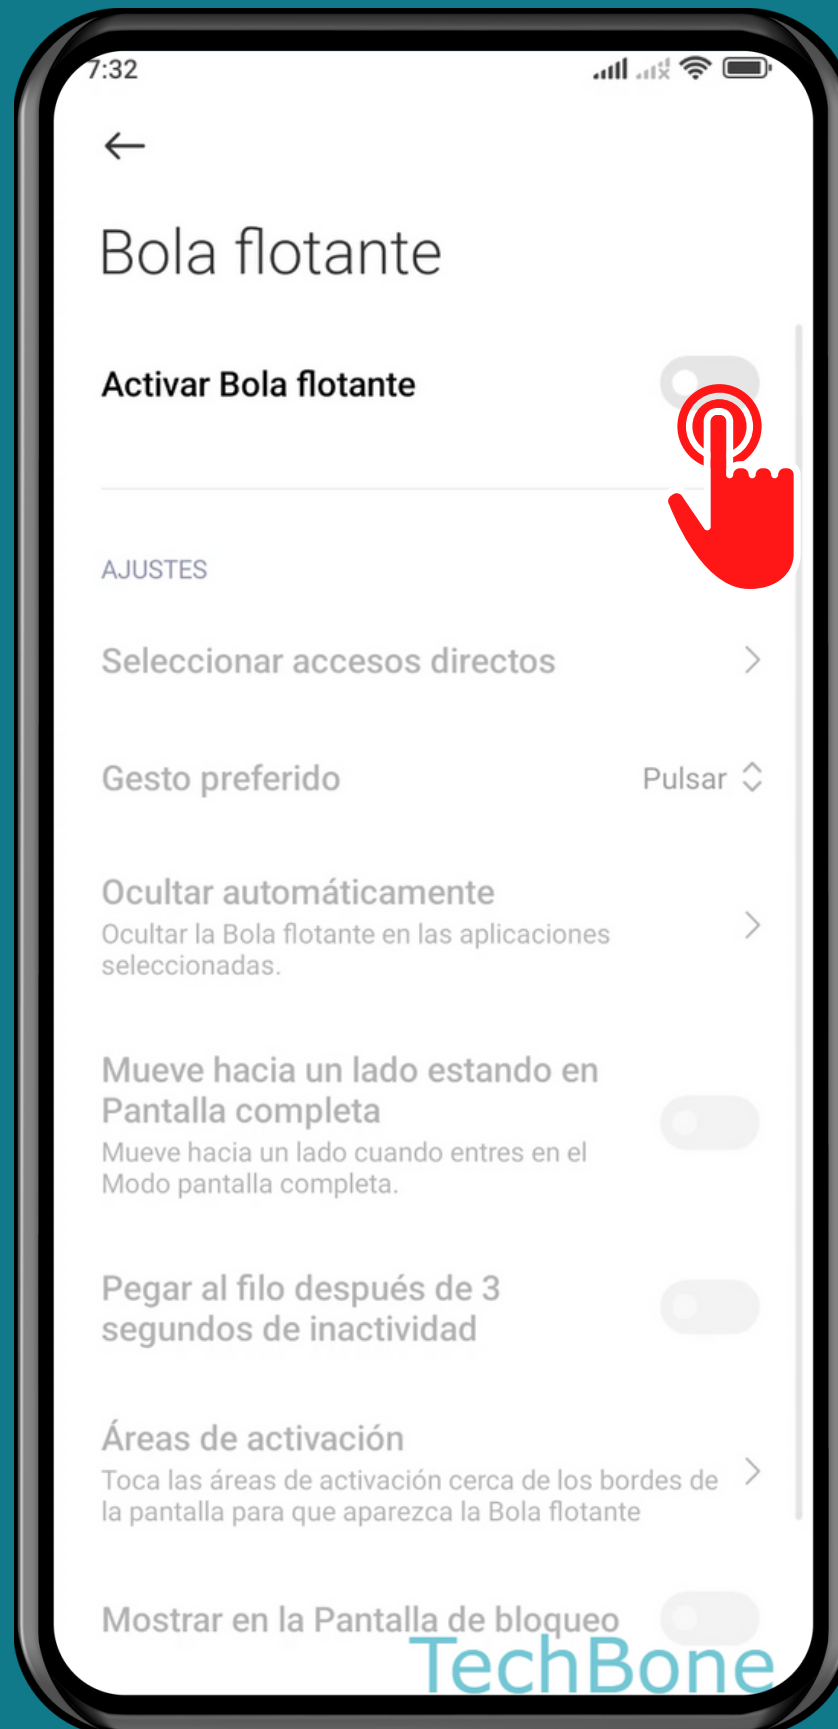 7:32
Bola flotante
Activar Bola flotante
AJUSTES
Seleccionar accesos directos
Gesto preferido Pulsar
Ocultar automáticamente
Ocultar la Bola flotante en las aplicaciones
seleccionadas.
Mueve hacia un lado estando en
Pantalla completa
Mueve hacia un lado cuando entres en el
Modo pantalla completa.
Pegar al filo después de 3
segundos de inactividad
Áreas de activación
Toca las áreas de activación cerca de los bordes de
la pantalla para que aparezca la Bola flotante
Mostrar en la Pantalla de bloqueo
TechBone